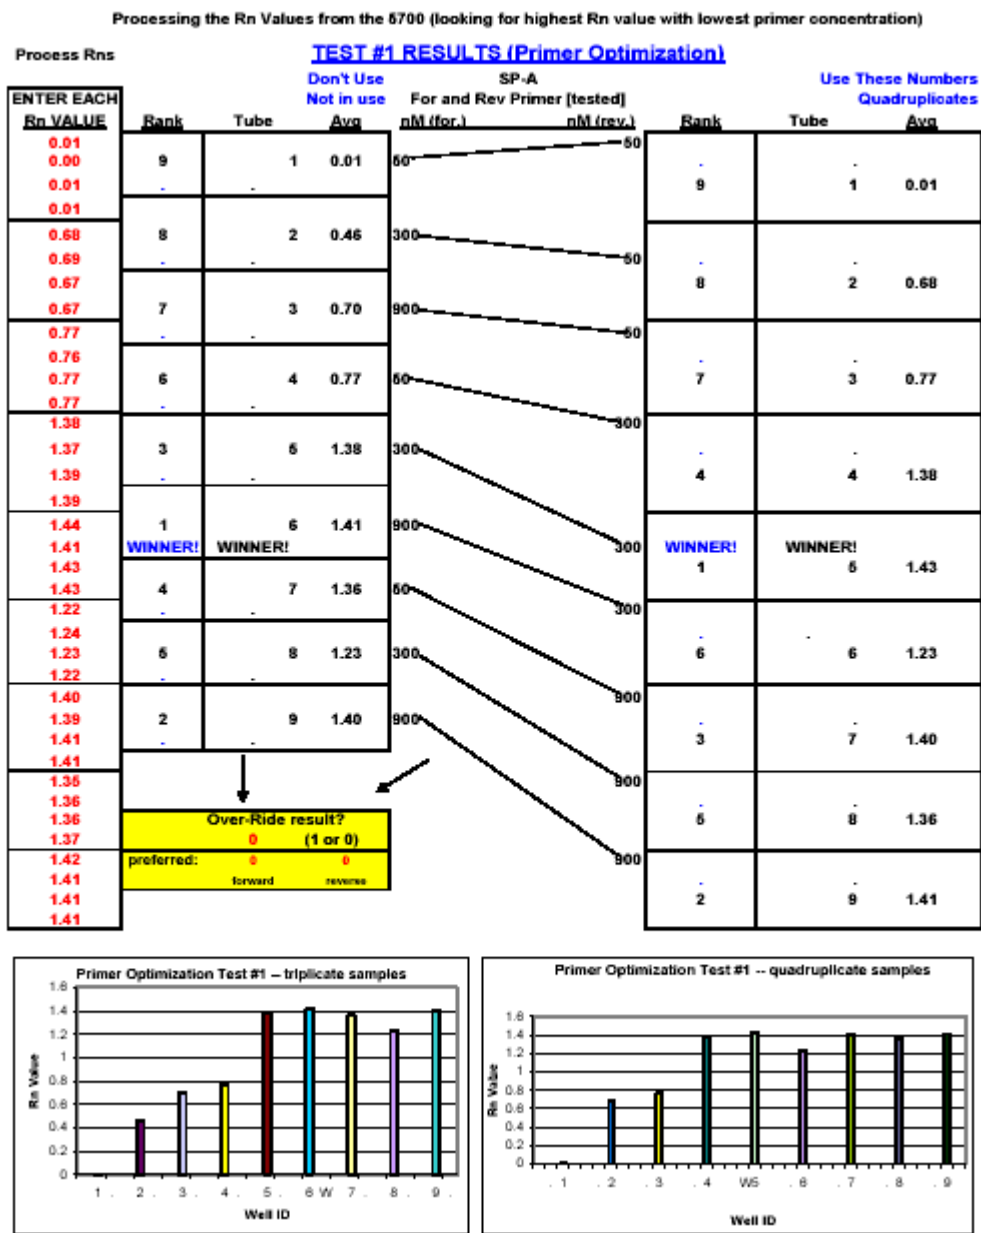 Processing the Rn Values from the 5700 (looking for highest Rn value with lowest primer concentration)
Process Rns
TEST #1 RESULTS (Primer Optimization)
Don't Use SP-A Use These Numbers
ENTER EACH Not in use For and Rev Primer [tested] Quadruplicates
Rn VALUE Rank Tube Avg nM (for.) nM (rev.) Rank Tube Avg
0.01 50
0.00 9 1 0.01 50 . .
0.01 . . 9 1 0.01
0.01
0.68 8 2 0.46 300 . .
0.69 . . 50
0.67 8 2 0.68
0.67 7 3 0.70 900
0.77 . . 50
0.76 . .
0.77 6 4 0.77 50 7 3 0.77
0.77 . .
1.38 300
1.37 3 5 1.38 300 . .
1.39 . . 4 4 1.38
1.39
1.44 1 6 1.41 900
1.41 WINNER! WINNER! 300 WINNER! WINNER!
1.43 1 5 1.43
1.43 4 7 1.36 50
1.22 . . 300
1.24 . .
1.23 5 8 1.23 300 6 6 1.23
1.22 . .
1.40 900
1.39 2 9 1.40 900 . .
1.41 . . 3 7 1.40
1.41
1.35 900
1.36 . .
1.36 Over-Ride result? 5 8 1.36
1.37 0 (1 or 0)
1.42 preferred: 0 0 900
1.41 forward reverse . .
1.41 2 9 1.41
1.41
Primer Optimization Test #1 -- triplicate samples
Rn Value
1.6
1.4
1.2
1
0.8
0.6
0.4
0.2
0
1 . 2 . 3 . 4 . 5 . 6 W 7 . 8 . 9 .
Well ID
Primer Optimization Test #1 -- quadruplicate samples
Rn Value
1.6
1.4
1.2
1
0.8
0.6
0.4
0.2
0
. 1 . 2 . 3 . 4 W5 . 6 . 7 . 8 . 9
Well ID